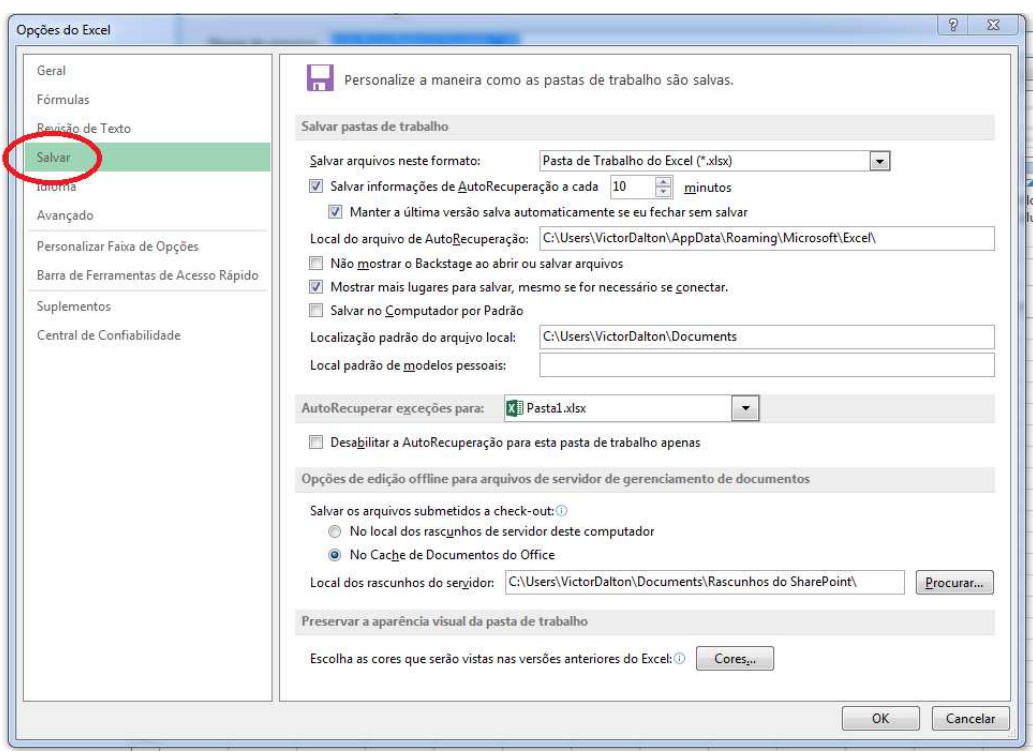 Opções do Excel
Geral
Fórmulas
Revisão de Texto
Salvar
Idioma
Avançado
Personalizar Faixa de Opções
Barra de Ferramentas de Acesso Rápido
Suplementos
Central de Confiabilidade
Personalize a maneira como as pastas de trabalho são salvas.
Salvar pastas de trabalho
Salvar arquivos neste formato: Pasta de Trabalho do Excel (*.xlsx)
Salvar informações de AutoRecuperação a cada 10 minutos
Manter a última versão salva automaticamente se eu fechar sem salvar
Local do arquivo de AutoRecuperação: C:\Users\VictorDalton\AppData\Roaming\Microsoft\Excel\
Não mostrar o Backstage ao abrir ou salvar arquivos
Mostrar mais lugares para salvar, mesmo se for necessário se conectar.
Salvar no Computador por Padrão
Localização padrão do arquivo local: C:\Users\VictorDalton\Documents
Local padrão de modelos pessoais:
AutoRecuperar exceções para: Pasta1.xlsx
Desabilitar a AutoRecuperação para esta pasta de trabalho apenas
Opções de edição offline para arquivos de servidor de gerenciamento de documentos
Salvar os arquivos submetidos a check-out:
No local dos rascunhos de servidor deste computador
No Cache de Documentos do Office
Local dos rascunhos do servidor: C:\Users\VictorDalton\Documents\Rascunhos do SharePoint\ Procurar...
Preservar a aparência visual da pasta de trabalho
Escolha as cores que serão vistas nas versões anteriores do Excel: Cores...
OK Cancelar